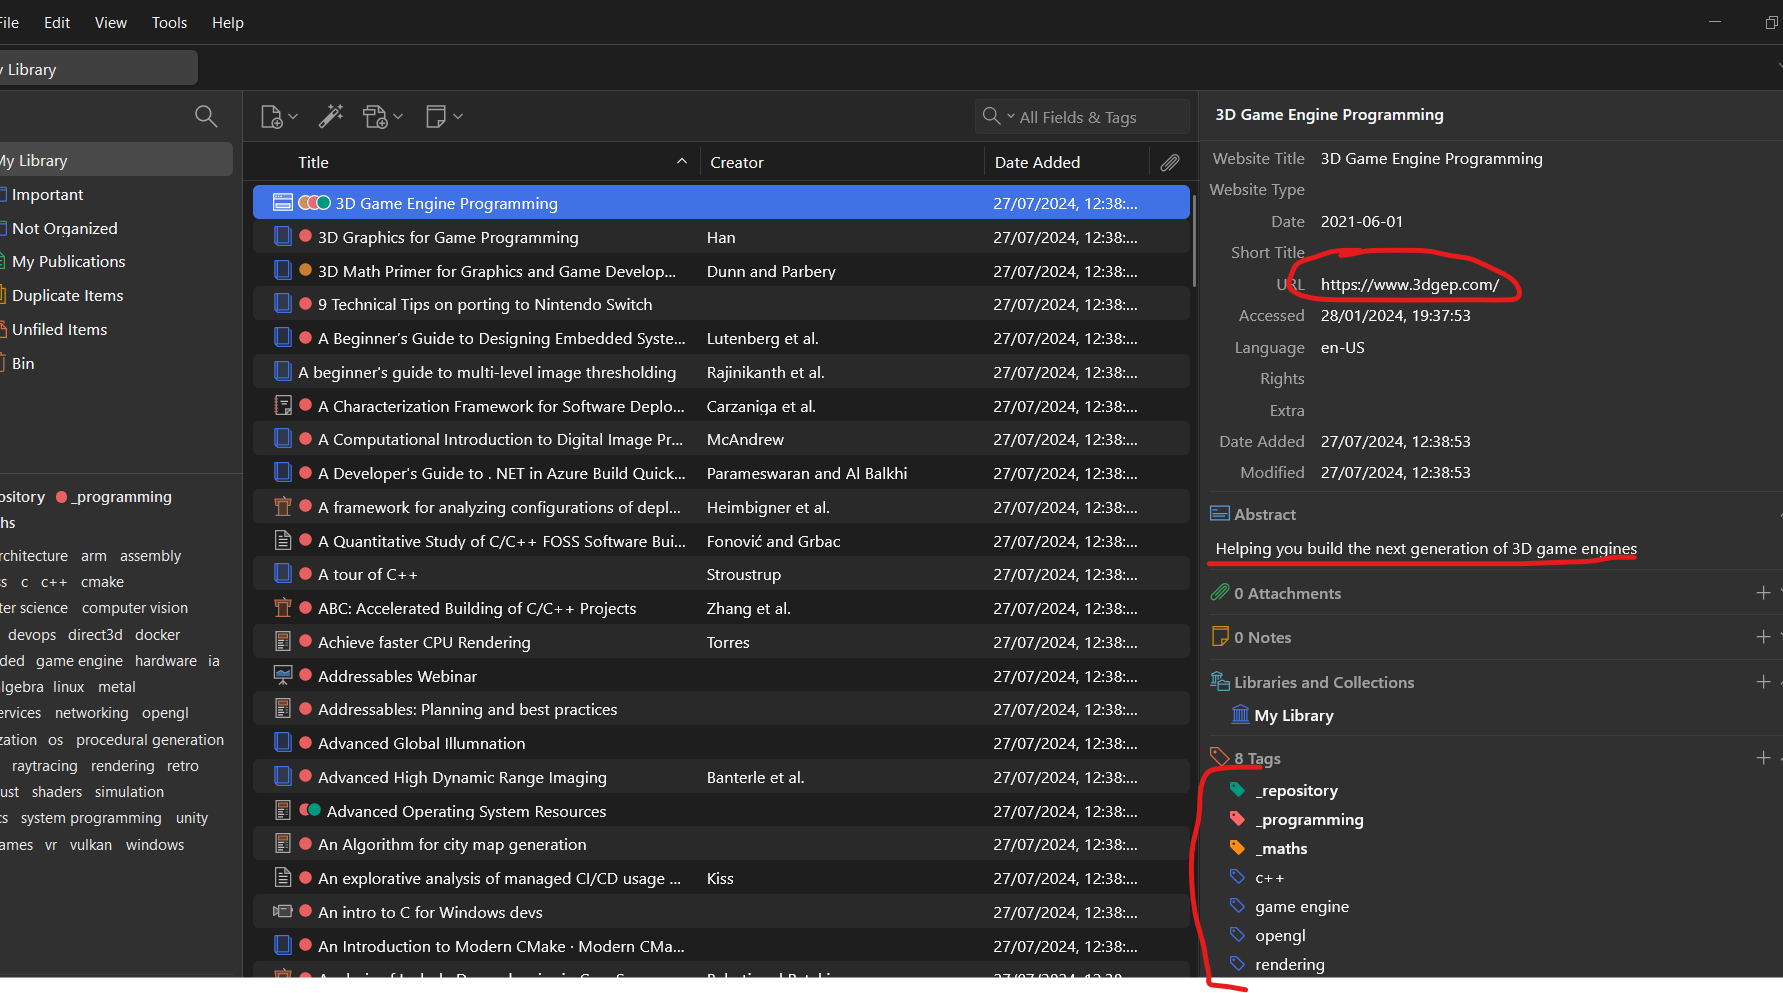 File Edit View Tools Help
y Library
All Fields & Tags
3D Game Engine Programming
My Library
Important
Not Organized
My Publications
Duplicate Items
Unfiled Items
Bin
ository _programming
hs
rchitecture arm assembly
ss c c++ cmake
ter science computer vision
devops direct3d docker
ded game engine hardware ia
lgebra linux metal
ervices networking opengl
zation os procedural generation
raytracing rendering retro
ust shaders simulation
cs system programming unity
ames vr vulkan windows
Title Creator Date Added
3D Game Engine Programming 27/07/2024, 12:38:...
3D Graphics for Game Programming Han 27/07/2024, 12:38:...
3D Math Primer for Graphics and Game Develop... Dunn and Parbery 27/07/2024, 12:38:...
9 Technical Tips on porting to Nintendo Switch 27/07/2024, 12:38:...
A Beginner's Guide to Designing Embedded Syste... Lutenberg et al. 27/07/2024, 12:38:...
A beginner's guide to multi-level image thresholding Rajinikanth et al. 27/07/2024, 12:38:...
A Characterization Framework for Software Deplo... Carzaniga et al. 27/07/2024, 12:38:...
A Computational Introduction to Digital Image Pr... McAndrew 27/07/2024, 12:38:...
A Developer's Guide to . NET in Azure Build Quick... Parameswaran and Al Balkhi 27/07/2024, 12:38:...
A framework for analyzing configurations of depl... Heimbigner et al. 27/07/2024, 12:38:...
A Quantitative Study of C/C++ FOSS Software Bui... Fonović and Grbac 27/07/2024, 12:38:...
A tour of C++ Stroustrup 27/07/2024, 12:38:...
ABC: Accelerated Building of C/C++ Projects Zhang et al. 27/07/2024, 12:38:...
Achieve faster CPU Rendering Torres 27/07/2024, 12:38:...
Addressables Webinar 27/07/2024, 12:38:...
Addressables: Planning and best practices 27/07/2024, 12:38:...
Advanced Global Illumnation 27/07/2024, 12:38:...
Advanced High Dynamic Range Imaging Banterle et al. 27/07/2024, 12:38:...
Advanced Operating System Resources 27/07/2024, 12:38:...
An Algorithm for city map generation 27/07/2024, 12:38:...
An explorative analysis of managed CI/CD usage ... Kiss 27/07/2024, 12:38:...
An intro to C for Windows devs 27/07/2024, 12:38:...
An Introduction to Modern CMake · Modern CMa... 27/07/2024, 12:38:...
Website Title 3D Game Engine Programming
Website Type
Date 2021-06-01
Short Title
URL https://www.3dgep.com/
Accessed 28/01/2024, 19:37:53
Language en-US
Rights
Extra
Date Added 27/07/2024, 12:38:53
Modified 27/07/2024, 12:38:53
Abstract
Helping you build the next generation of 3D game engines
0 Attachments
0 Notes
Libraries and Collections
My Library
8 Tags
_repository
_programming
_maths
c++
game engine
opengl
rendering